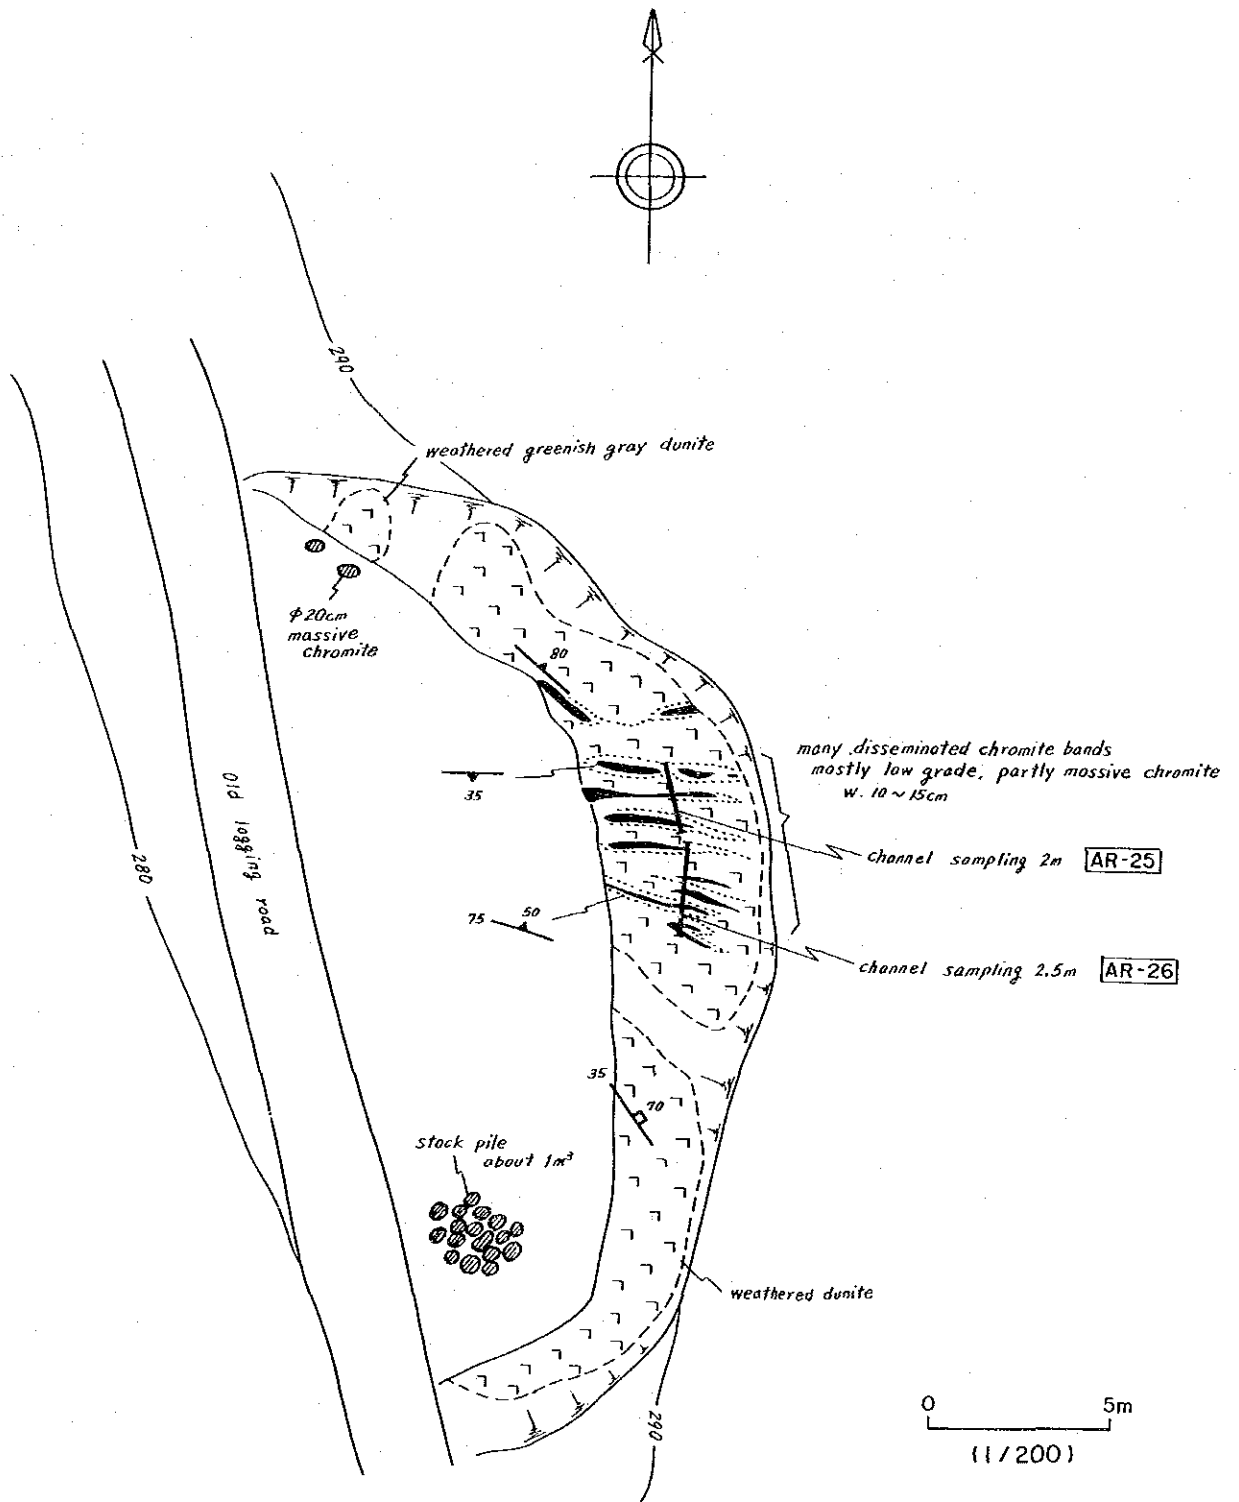 290
weathered greenish gray dunite
φ20cm
massive
chromite
80
many disseminated chromite bands
mostly low grade, partly massive chromite
w. 10~15cm
35
Old logging road
280
channel sampling 2m AR-25
75 50
channel sampling 2.5m AR-26
35
70
stock pile
about 1m³
weathered dunite
290
0 5m
(1/200)